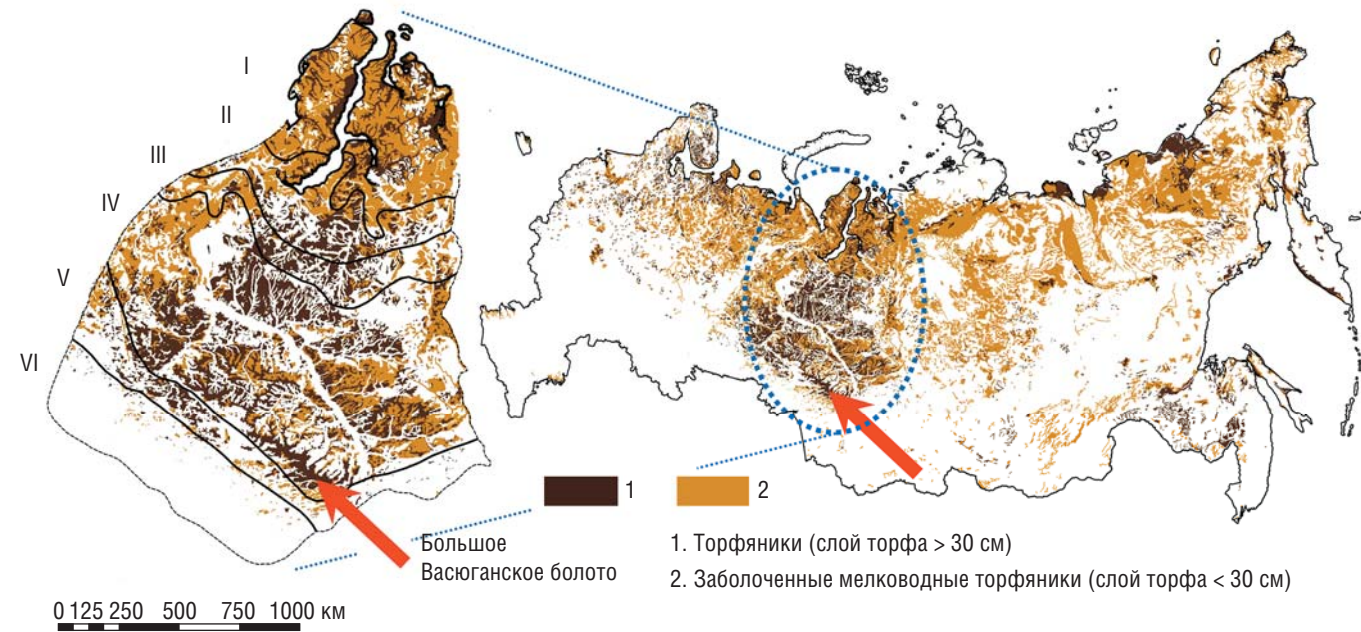 I
II
III
IV
V
VI
1
2
Большое
Васюганское болото
1. Торфяники (слой торфа > 30 см)
2. Заболоченные мелководные торфяники (слой торфа < 30 см)
0 125 250 500 750 1000 км